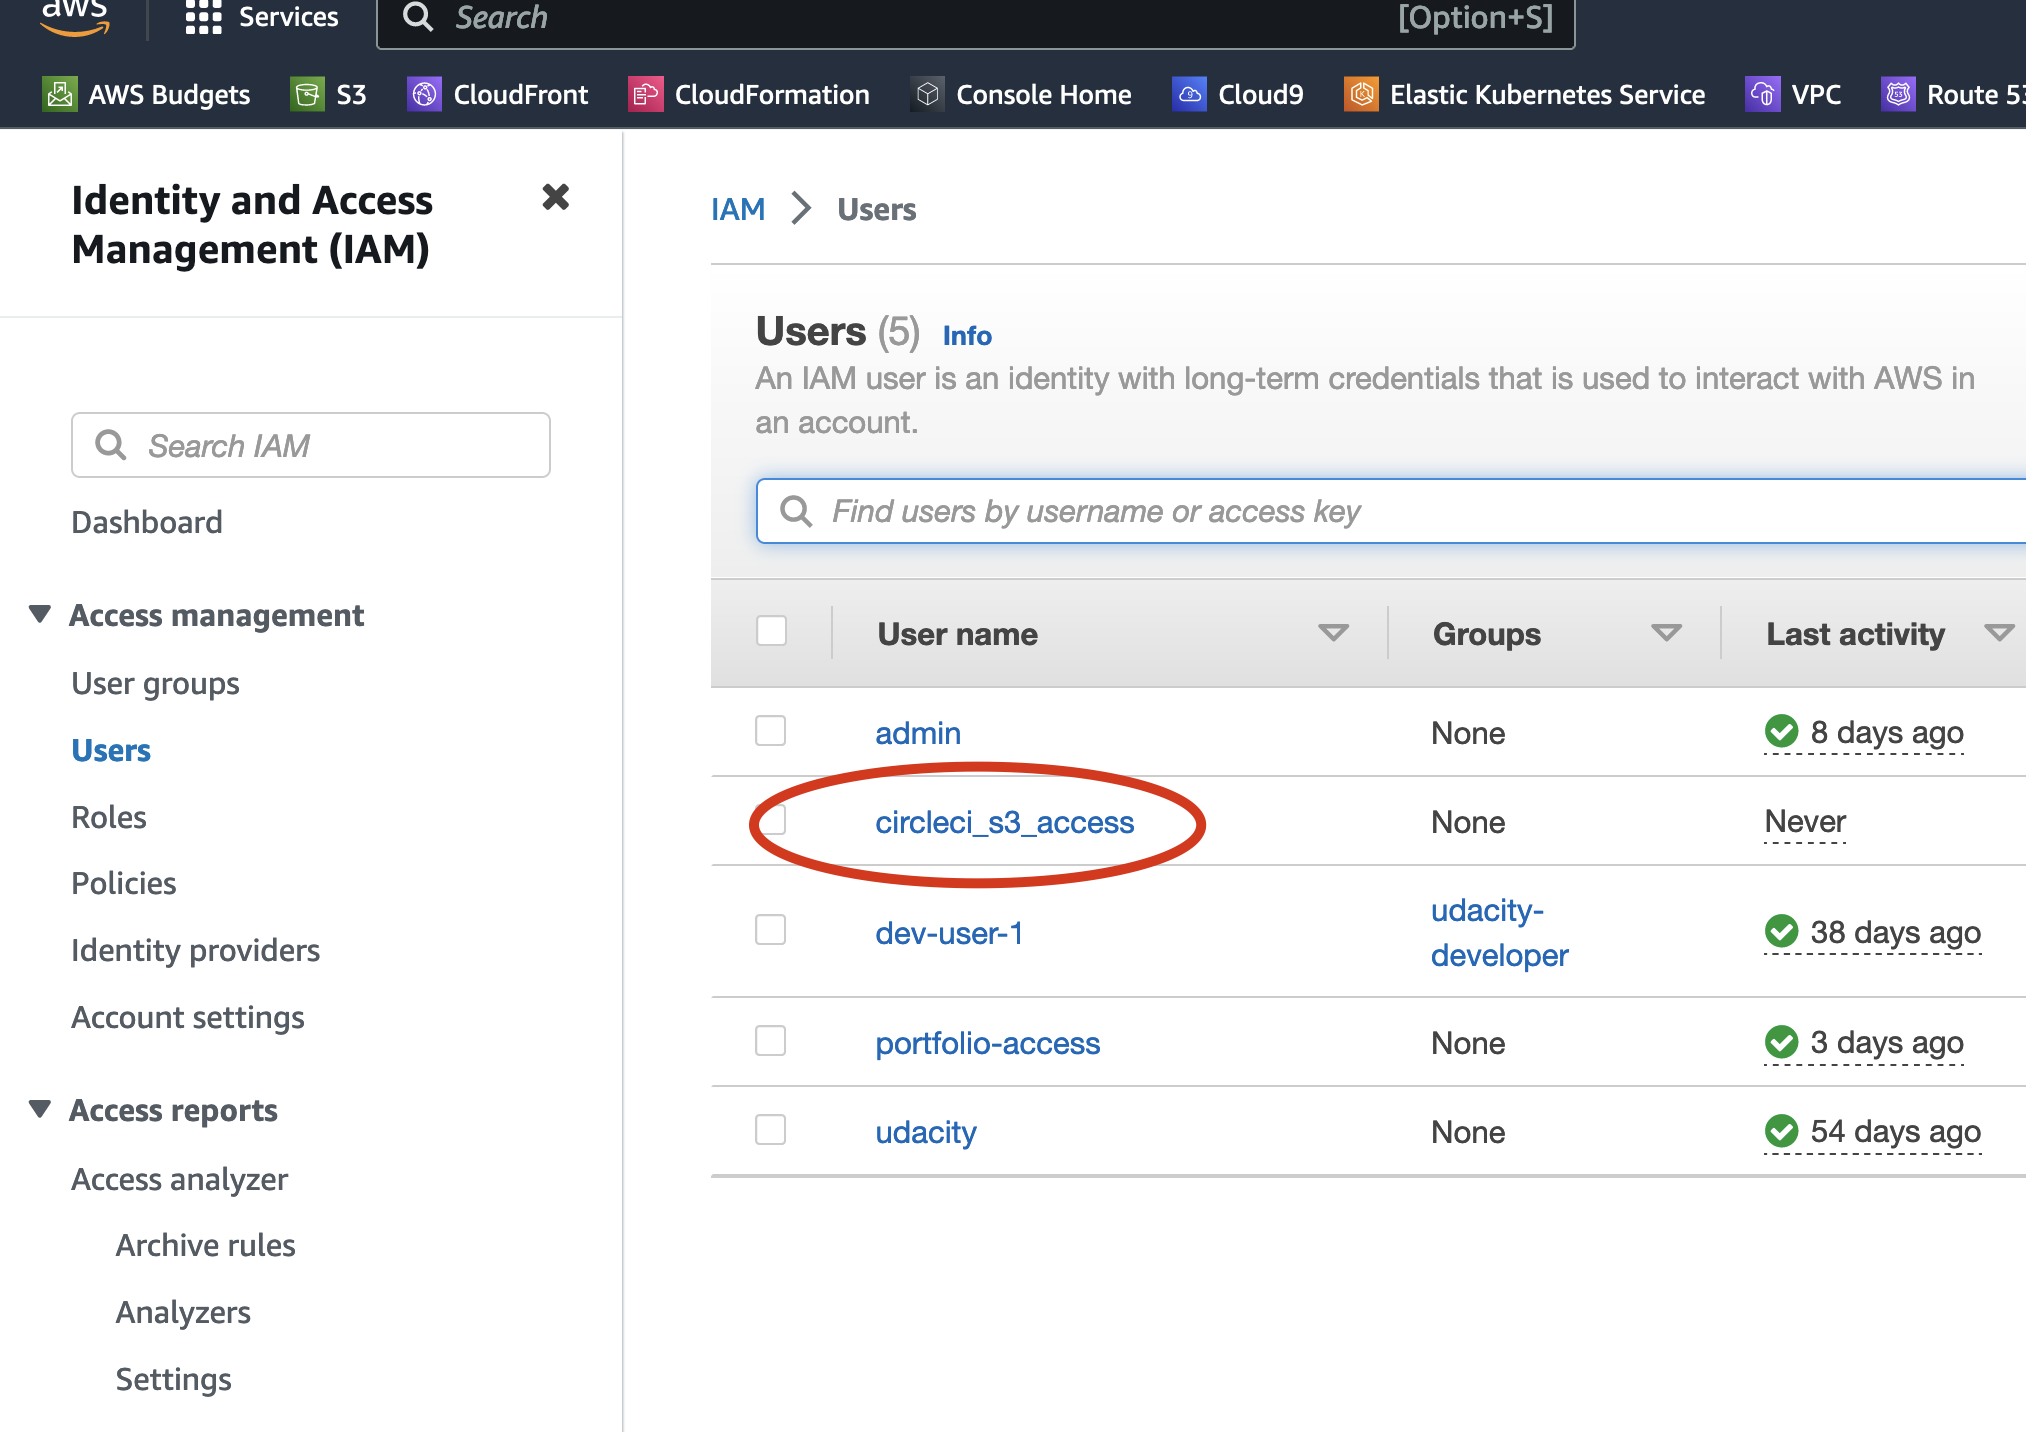 aws Services Search [Option+S]
AWS Budgets S3 CloudFront CloudFormation Console Home Cloud9 Elastic Kubernetes Service VPC Route 53
Identity and Access
Management (IAM)
Search IAM
Dashboard
Access management
User groups
Users
Roles
Policies
Identity providers
Account settings
Access reports
Access analyzer
Archive rules
Analyzers
Settings
IAM Users
Users (5) Info
An IAM user is an identity with long-term credentials that is used to interact with AWS in
an account.
Find users by username or access key
User name Groups Last activity
admin None 8 days ago
circleci_s3_access None Never
dev-user-1 udacity-
developer 38 days ago
portfolio-access None 3 days ago
udacity None 54 days ago